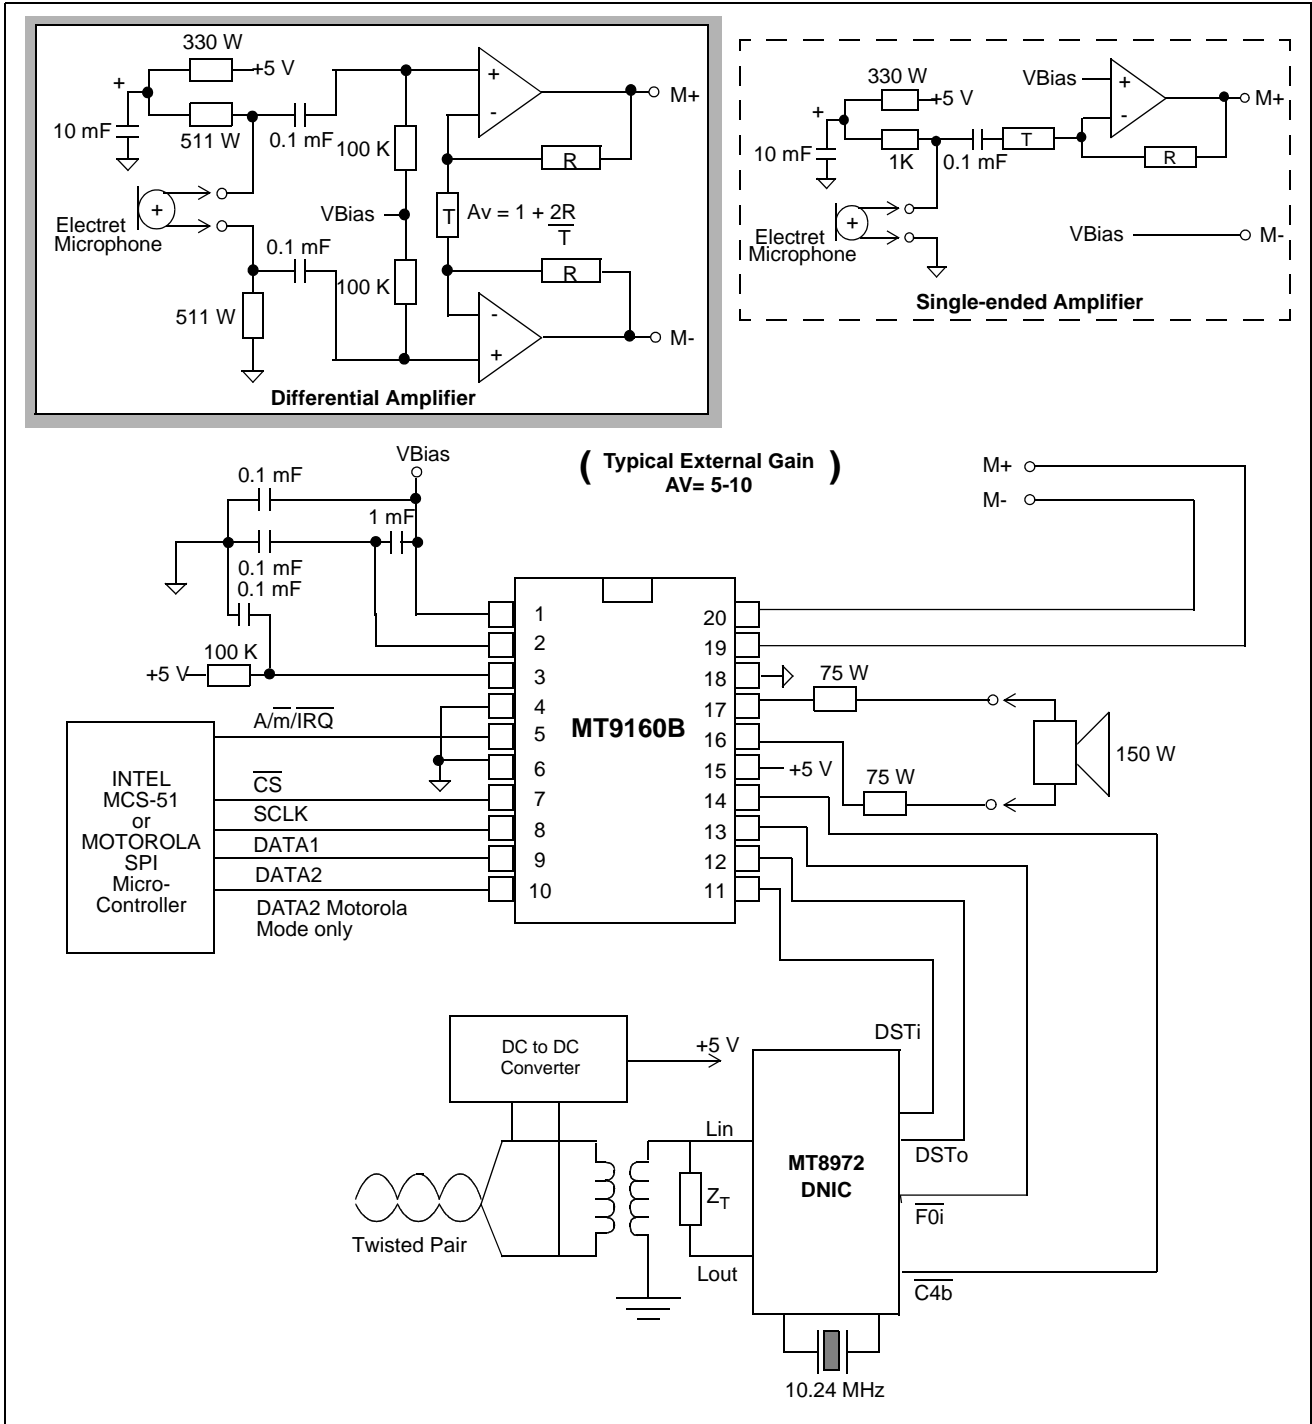 330 W
+5 V
+
10 mF
511 W
0.1 mF
100 K
+
-
M+
R
Electret
Microphone
+
VBias
T
Av = 1 + 2R
T
0.1 mF
100 K
R
511 W
-
+
M-
Differential Amplifier
330 W
+5 V
+
10 mF
1K
0.1 mF
T
VBias
+
-
M+
R
Electret
Microphone
+
VBias
M-
Single-ended Amplifier
VBias
0.1 mF
1 mF
0.1 mF
0.1 mF
100 K
+5 V
( Typical External Gain )
AV= 5-10
M+
M-
MT9160B
1
2
3
4
5
6
7
8
9
10
20
19
18
17
16
15
14
13
12
11
75 W
75 W
150 W
+5 V
INTEL
MCS-51
or
MOTOROLA
SPI
Micro-
Controller
A/m̅/I̅R̅Q̅
C̅S̅
SCLK
DATA1
DATA2
DATA2 Motorola
Mode only
DC to DC
Converter
+5 V
Twisted Pair
Lin
ZT
Lout
MT8972
DNIC
DSTi
DSTo
F̅0̅i̅
C̅4̅b̅
10.24 MHz